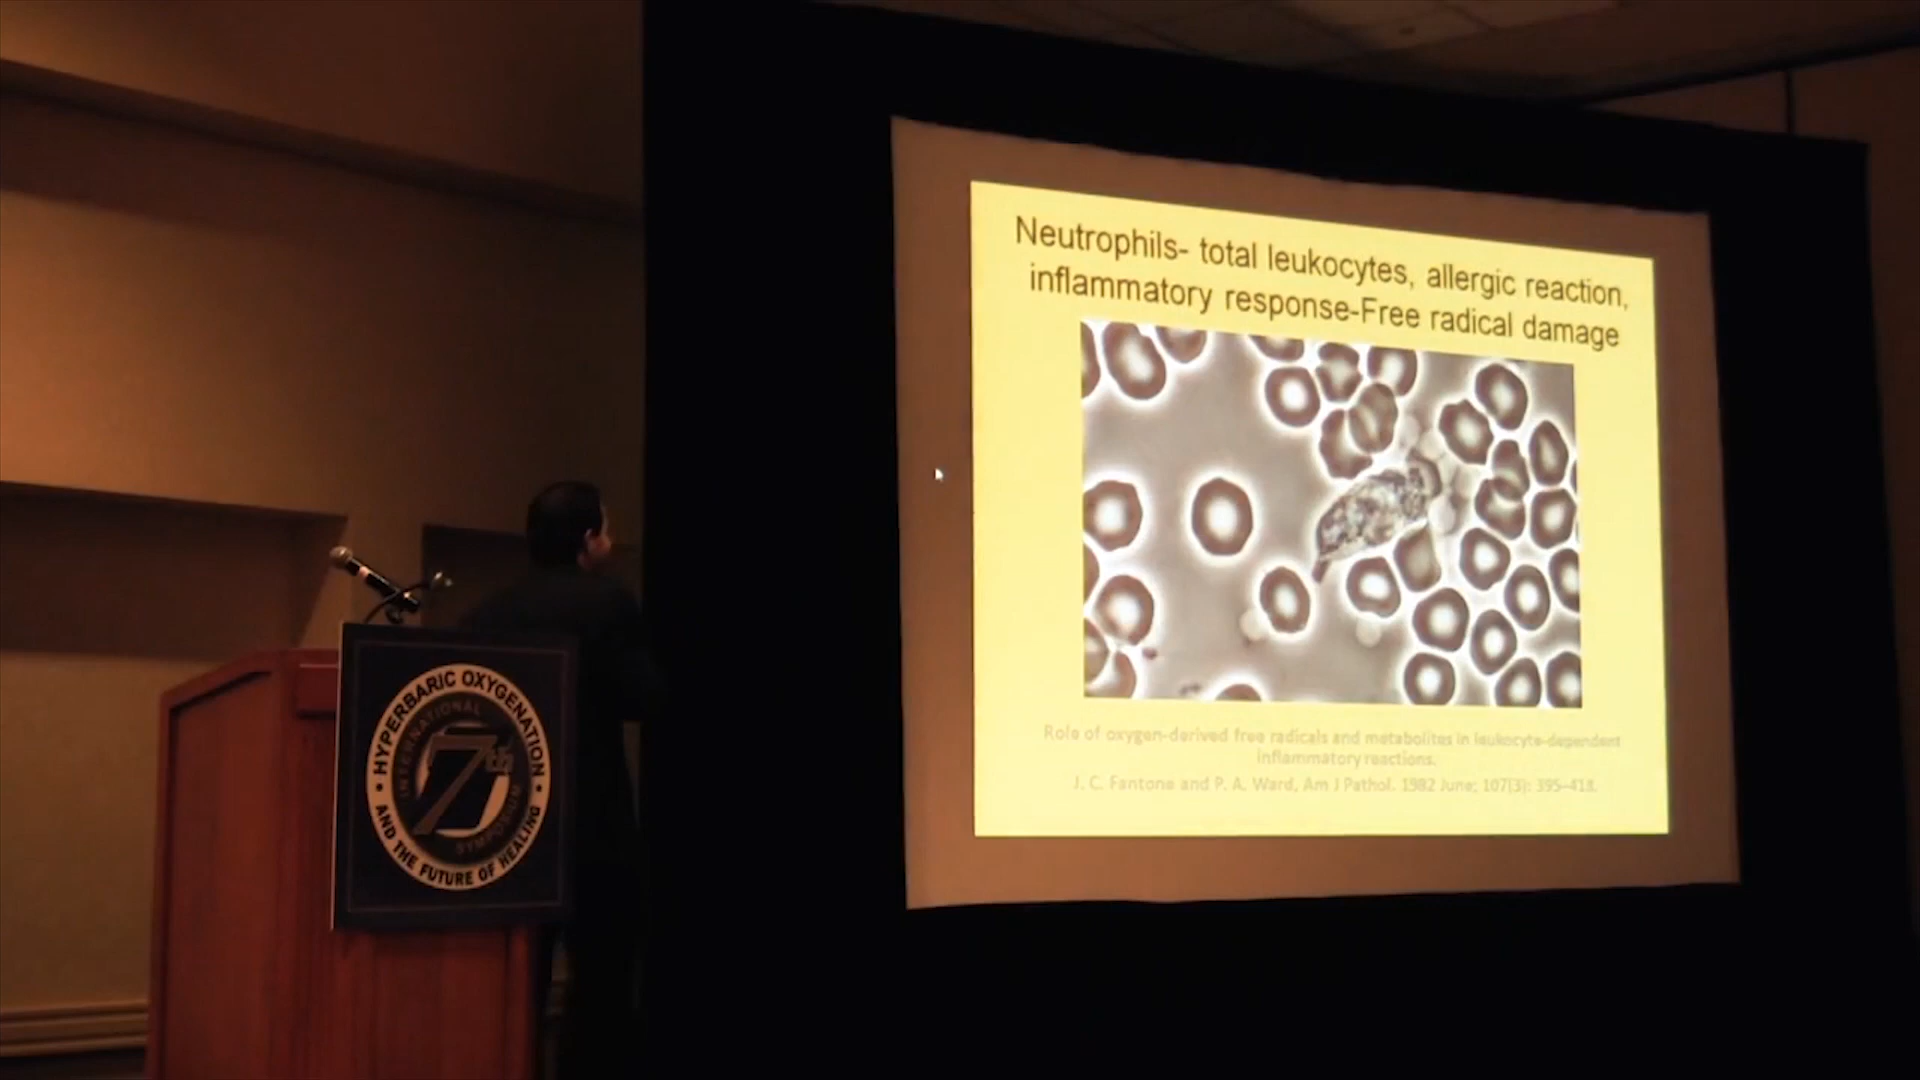 Neutrophils- total leukocytes, allergic reaction,
inflammatory response-Free radical damage
Role of oxygen-derived free radicals and metabolites in leukocyte-dependent
inflammatory reactions.
J. C. Fantone and P. A. Ward, Am J Pathol. 1982 June; 107(3): 395–418.
HYPERBARIC OXYGENATION
INTERNATIONAL
7th
SYMPOSIUM
AND THE FUTURE OF HEALING